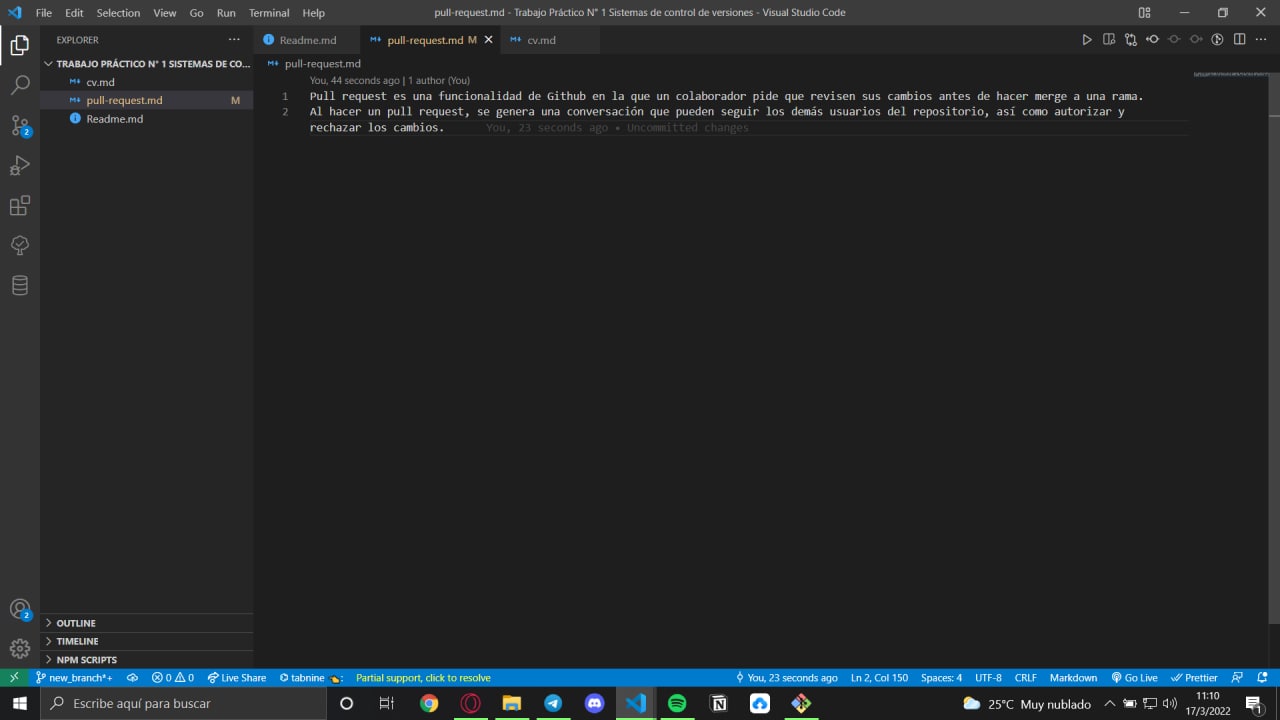 File Edit Selection View Go Run Terminal Help
pull-request.md - Trabajo Práctico N° 1 Sistemas de control de versiones - Visual Studio Code
EXPLORER
Readme.md
pull-request.md M
cv.md
TRABAJO PRÁCTICO N° 1 SISTEMAS DE CO...
cv.md
pull-request.md M
Readme.md
pull-request.md
You, 44 seconds ago | 1 author (You)
1 Pull request es una funcionalidad de Github en la que un colaborador pide que revisen sus cambios antes de hacer merge a una rama.
2 Al hacer un pull request, se genera una conversación que pueden seguir los demás usuarios del repositorio, así como autorizar y
rechazar los cambios. You, 23 seconds ago • Uncommitted changes
2
2
OUTLINE
TIMELINE
NPM SCRIPTS
new_branch*+ 0 0 Live Share tabnine Partial support, click to resolve You, 23 seconds ago Ln 2, Col 150 Spaces: 4 UTF-8 CRLF Markdown Go Live Prettier
Escribe aquí para buscar
25°C Muy nublado
11:10
17/3/2022
1